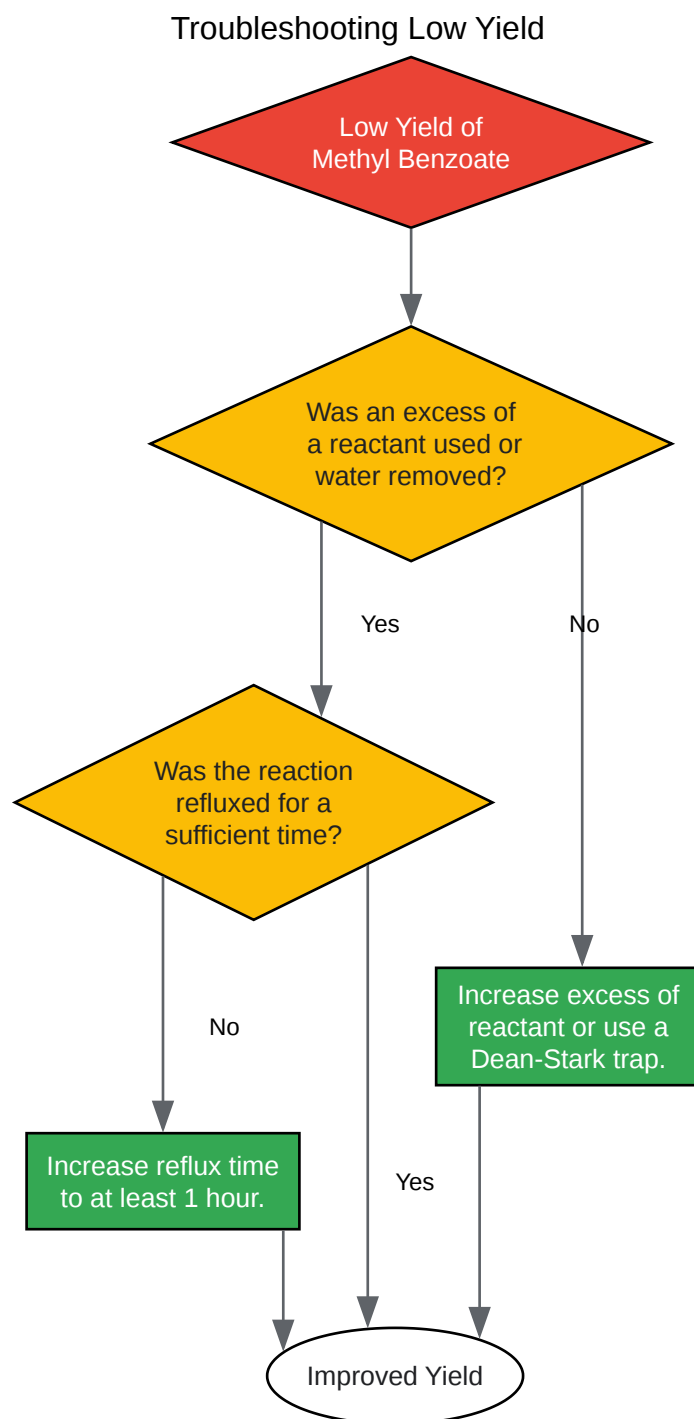 Troubleshooting Low Yield
Low Yield of
Methyl Benzoate
Was an excess of
a reactant used or
water removed?
Yes
No
Was the reaction
refluxed for a
sufficient time?
Increase excess of
reactant or use a
Dean-Stark trap.
No
Increase reflux time
to at least 1 hour.
Yes
Improved Yield